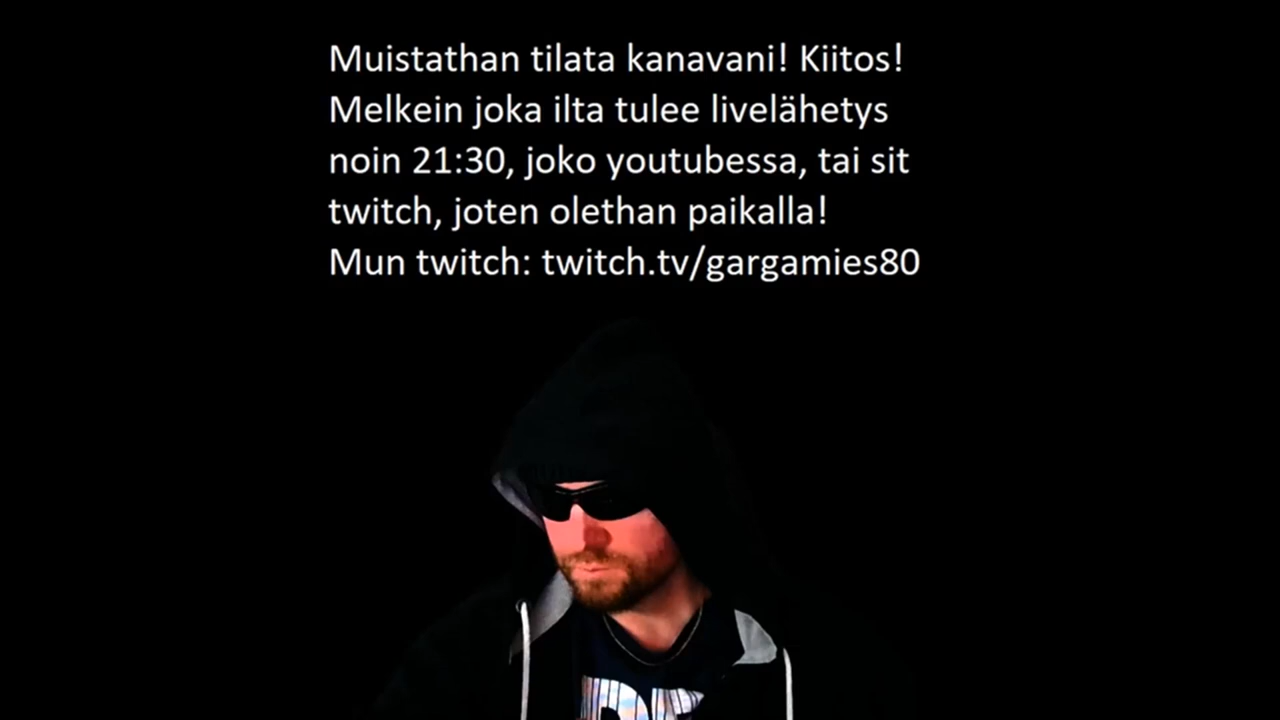 Muistathan tilata kanavani! Kiitos!
Melkein joka ilta tulee livelähetys
noin 21:30, joko youtubessa, tai sit
twitch, joten olethan paikalla!
Mun twitch: twitch.tv/gargamies80